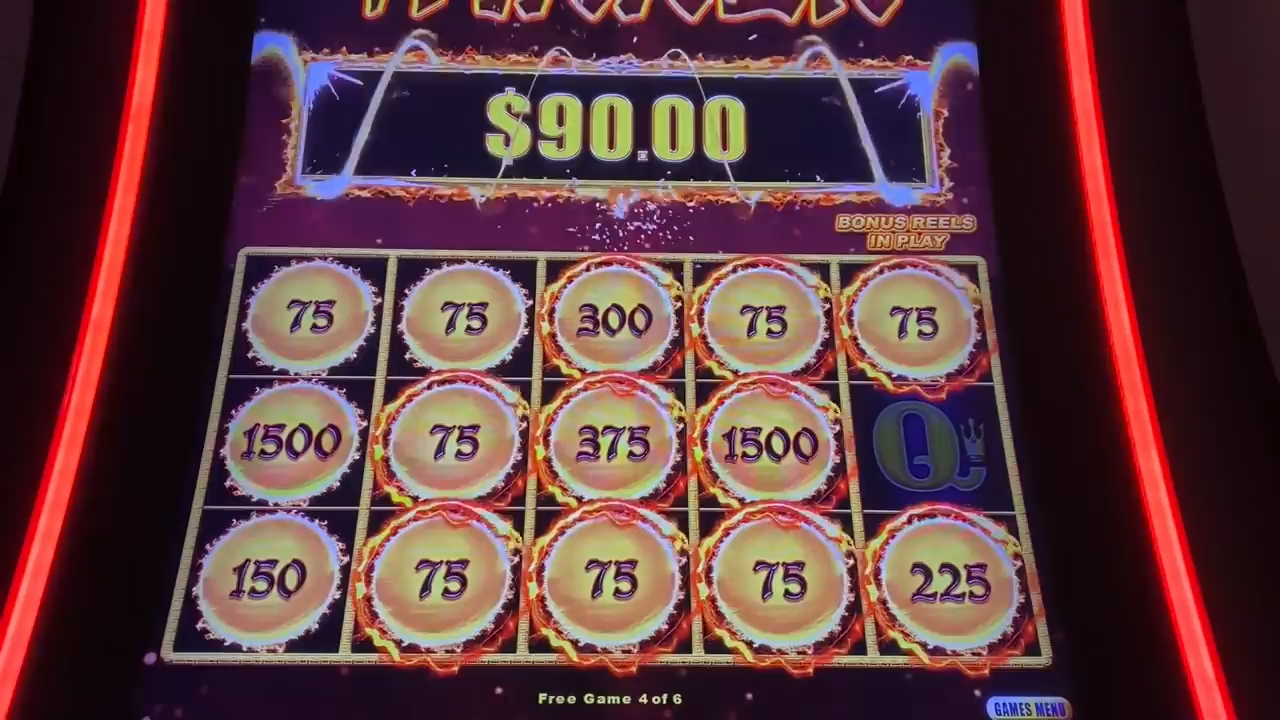 $90.00
BONUS REELS
IN PLAY
75 75 300 75 75
1500 75 375 1500 Q
150 75 75 75 225
Free Game 4 of 6
GAMES MENU